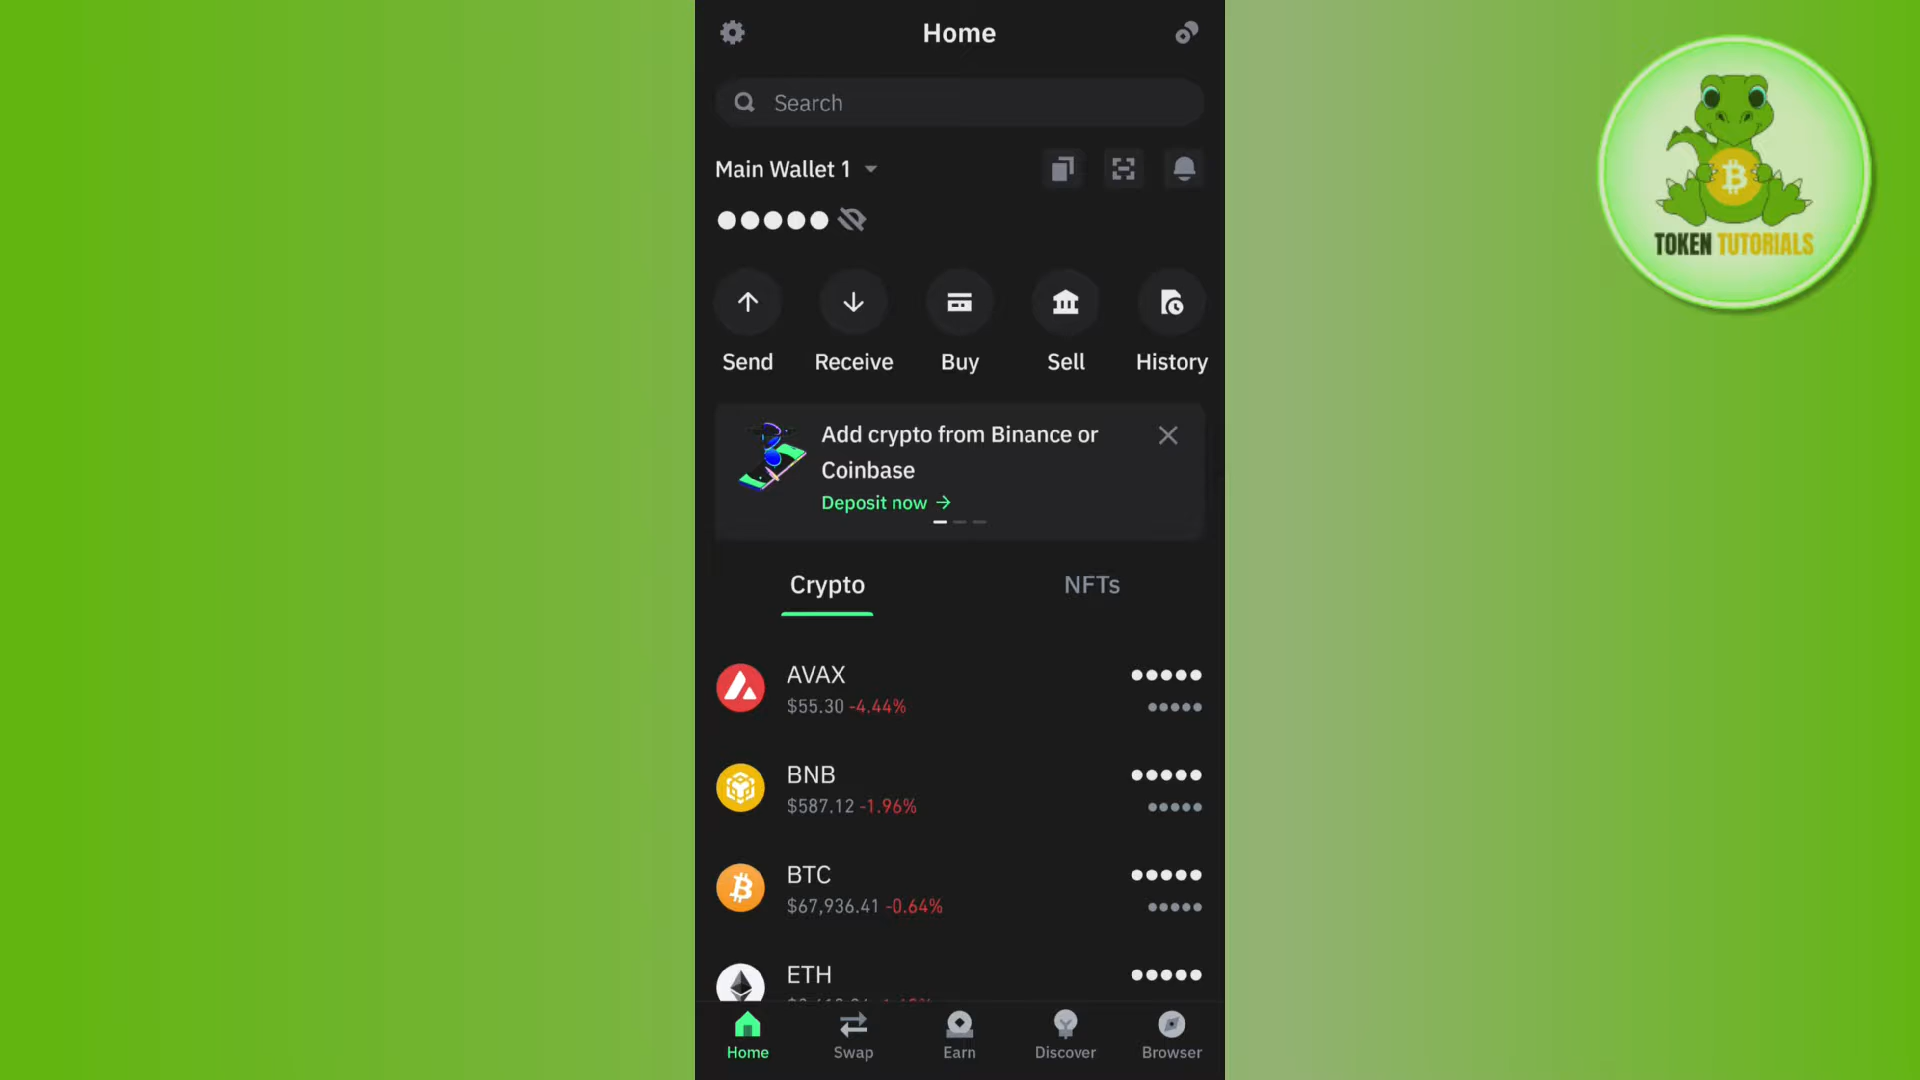 Home
Search
Main Wallet 1
Send Receive Buy Sell History
Add crypto from Binance or
Coinbase
Deposit now →
Crypto NFTs
AVAX
$55.30 -4.44%
BNB
$587.12 -1.96%
BTC
$67,936.41 -0.64%
ETH
Home Swap Earn Discover Browser
TOKEN TUTORIALS